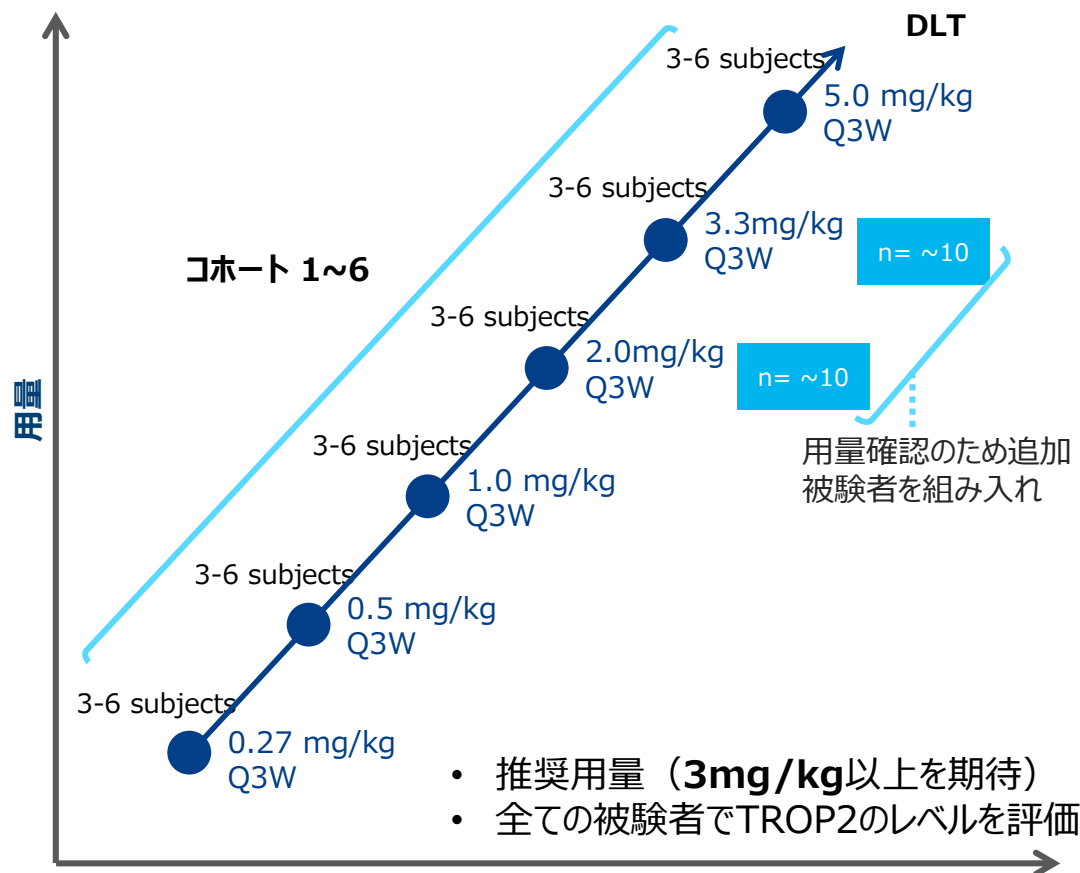 DLT
3-6 subjects
5.0 mg/kg
Q3W
3-6 subjects
3.3mg/kg
Q3W
n= ~10
コホート 1~6
3-6 subjects
2.0mg/kg
Q3W
n= ~10
用量
3-6 subjects
1.0 mg/kg
Q3W
用量確認のため追加
被験者を組み入れ
3-6 subjects
0.5 mg/kg
Q3W
3-6 subjects
0.27 mg/kg
Q3W
• 推奨用量（3mg/kg以上を期待）
• 全ての被験者でTROP2のレベルを評価